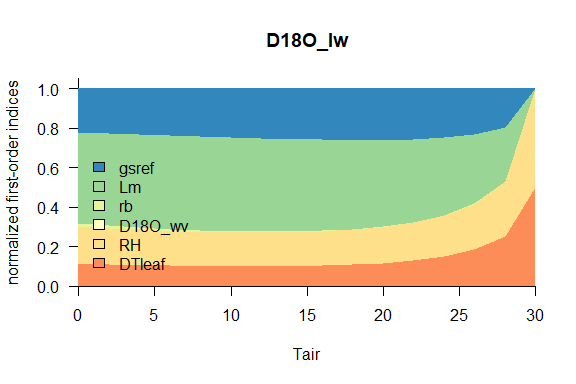 D18O_lw
normalized first-order indices
1.0
0.8
0.6
0.4
0.2
0.0
gsref
Lm
rb
D18O_wv
RH
DTleaf
0 5 10 15 20 25 30
Tair